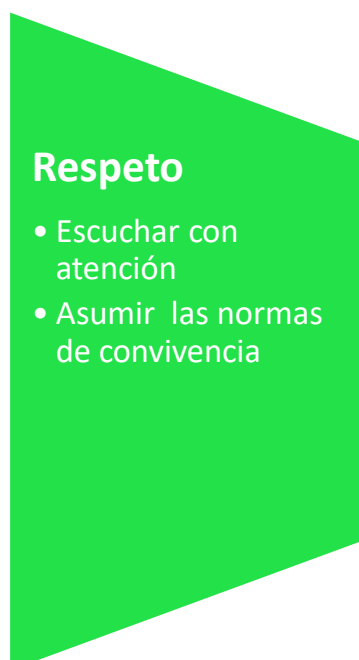 Respeto
• Escuchar con
atención
• Asumir  las normas
de convivencia